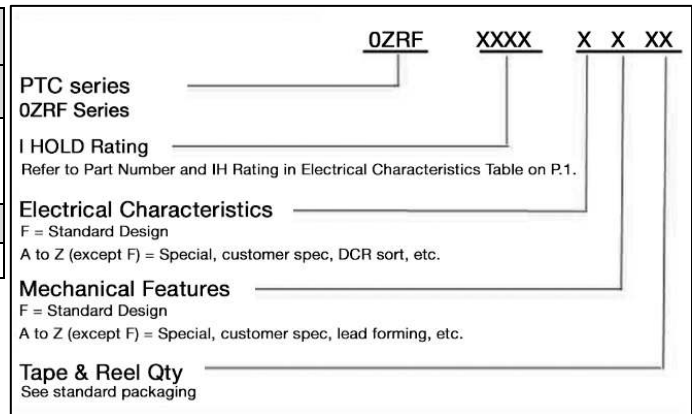 0ZRF XXXX X X XX
PTC series
0ZRF Series
I HOLD Rating
Refer to Part Number and IH Rating in Electrical Characteristics Table on P.1.
Electrical Characteristics
F = Standard Design
A to Z (except F) = Special, customer spec, DCR sort, etc.
Mechanical Features
F = Standard Design
A to Z (except F) = Special, customer spec, lead forming, etc.
Tape & Reel Qty
See standard packaging